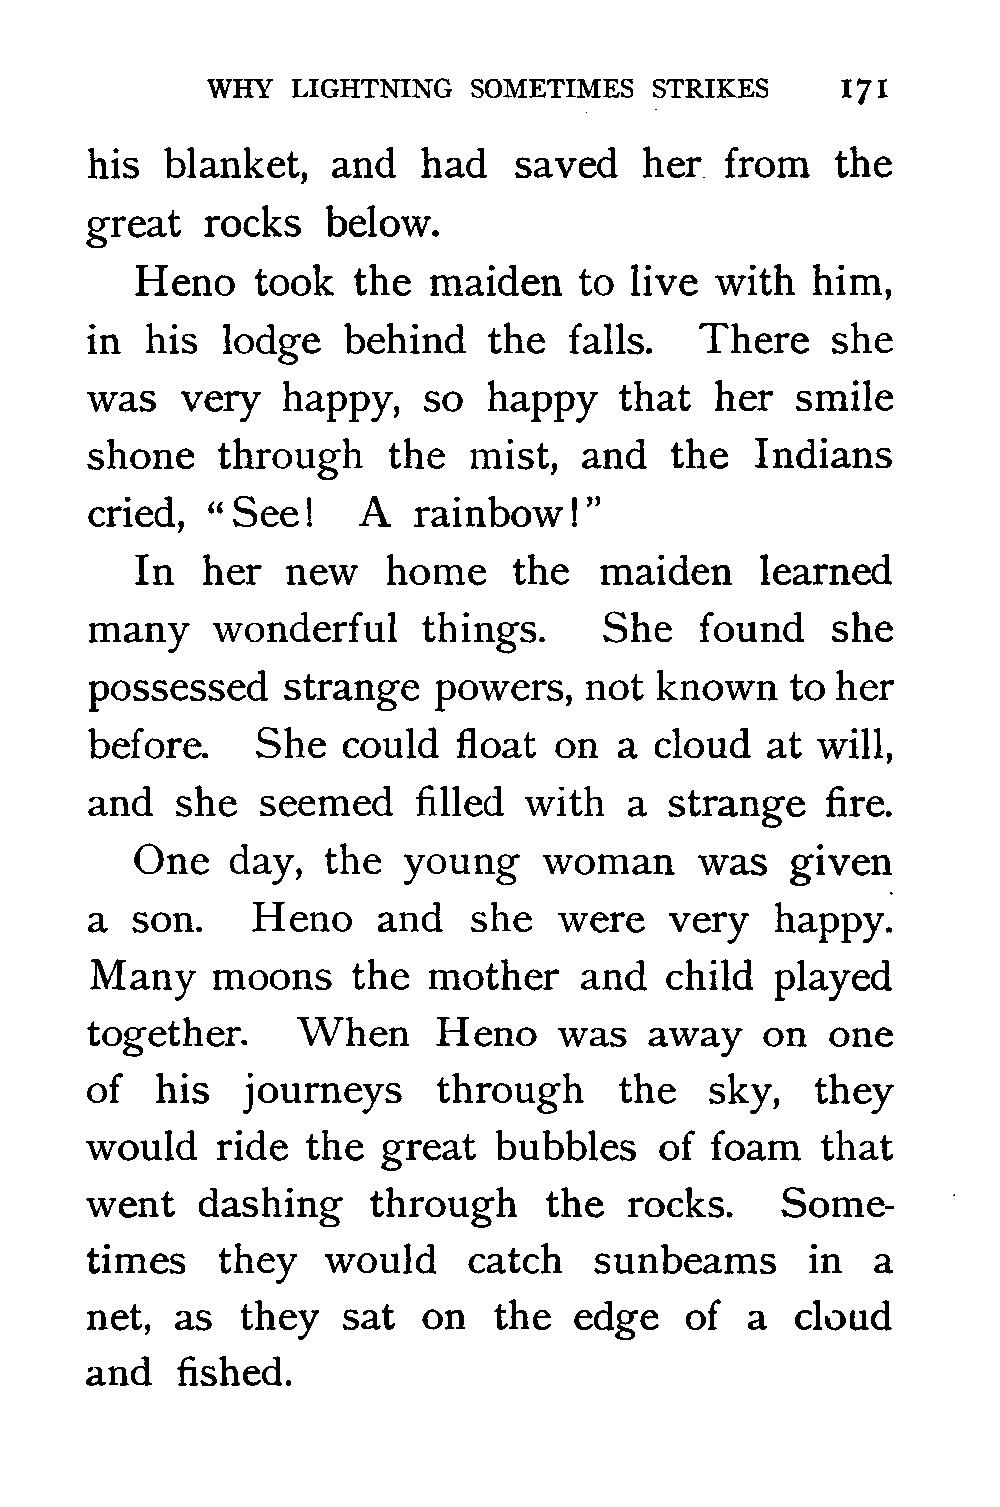 WHY LIGHTNING SOMETIMES STRIKES 171
his blanket, and had saved her from the
great rocks below.
Heno took the maiden to live with him,
in his lodge behind the falls. There she
was very happy, so happy that her smile
shone through the mist, and the Indians
cried, "See! A rainbow!"
In her new home the maiden learned
many wonderful things. She found she
possessed strange powers, not known to her
before. She could float on a cloud at will,
and she seemed filled with a strange fire.
One day, the young woman was given
a son. Heno and she were very happy.
Many moons the mother and child played
together. When Heno was away on one
of his journeys through the sky, they
would ride the great bubbles of foam that
went dashing through the rocks. Some-
times they would catch sunbeams in a
net, as they sat on the edge of a cloud
and fished.